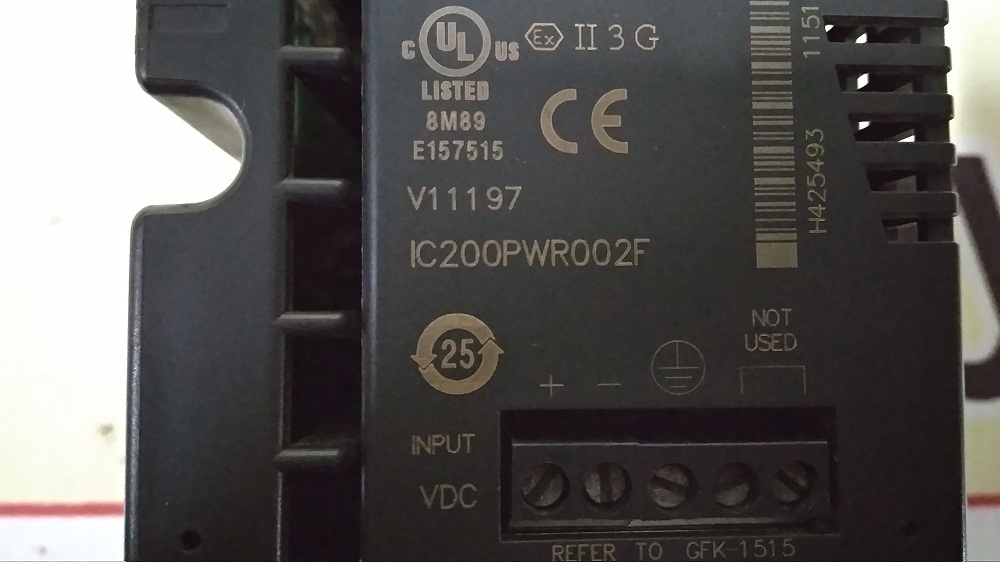 C UL US
LISTED
8M89
E157515
Ex II 3 G
CE
V11197
IC200PWR002F
H425493 1151
25
NOT
USED
+ −
INPUT
VDC
REFER TO GFK-1515